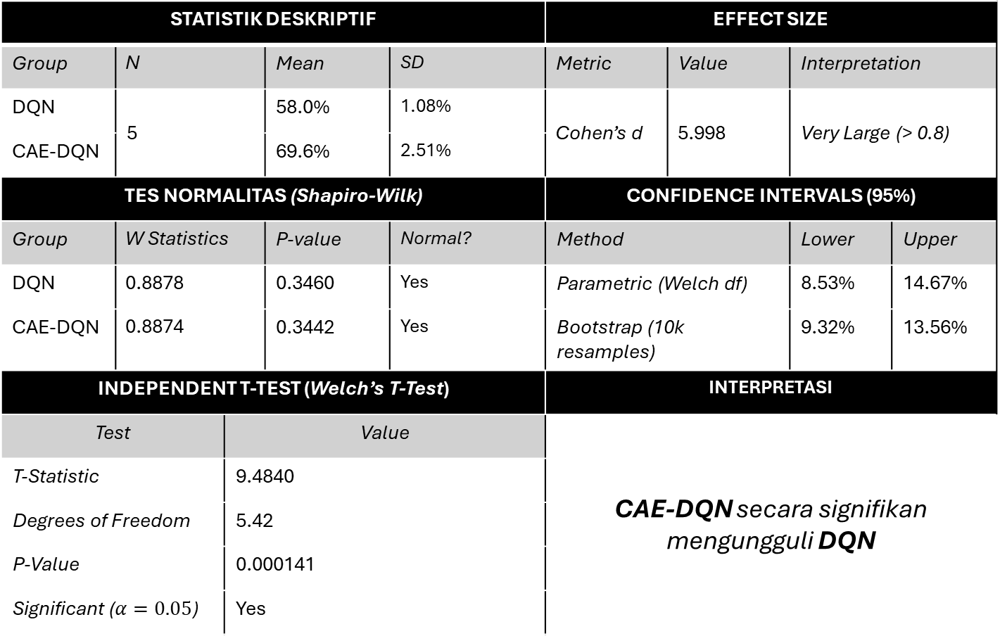 STATISTIK DESKRIPTIF
Group N Mean SD
DQN 58.0% 1.08%
5
CAE-DQN 69.6% 2.51%
EFFECT SIZE
Metric Value Interpretation
Cohen’s d 5.998 Very Large (> 0.8)
TES NORMALITAS (Shapiro-Wilk)
Group W Statistics P-value Normal?
DQN 0.8878 0.3460 Yes
CAE-DQN 0.8874 0.3442 Yes
CONFIDENCE INTERVALS (95%)
Method Lower Upper
Parametric (Welch df) 8.53% 14.67%
Bootstrap (10k 9.32% 13.56%
resamples)
INDEPENDENT T-TEST (Welch’s T-Test)
Test Value
T-Statistic 9.4840
Degrees of Freedom 5.42
P-Value 0.000141
Significant (α = 0.05) Yes
INTERPRETASI
CAE-DQN secara signifikan
mengungguli DQN